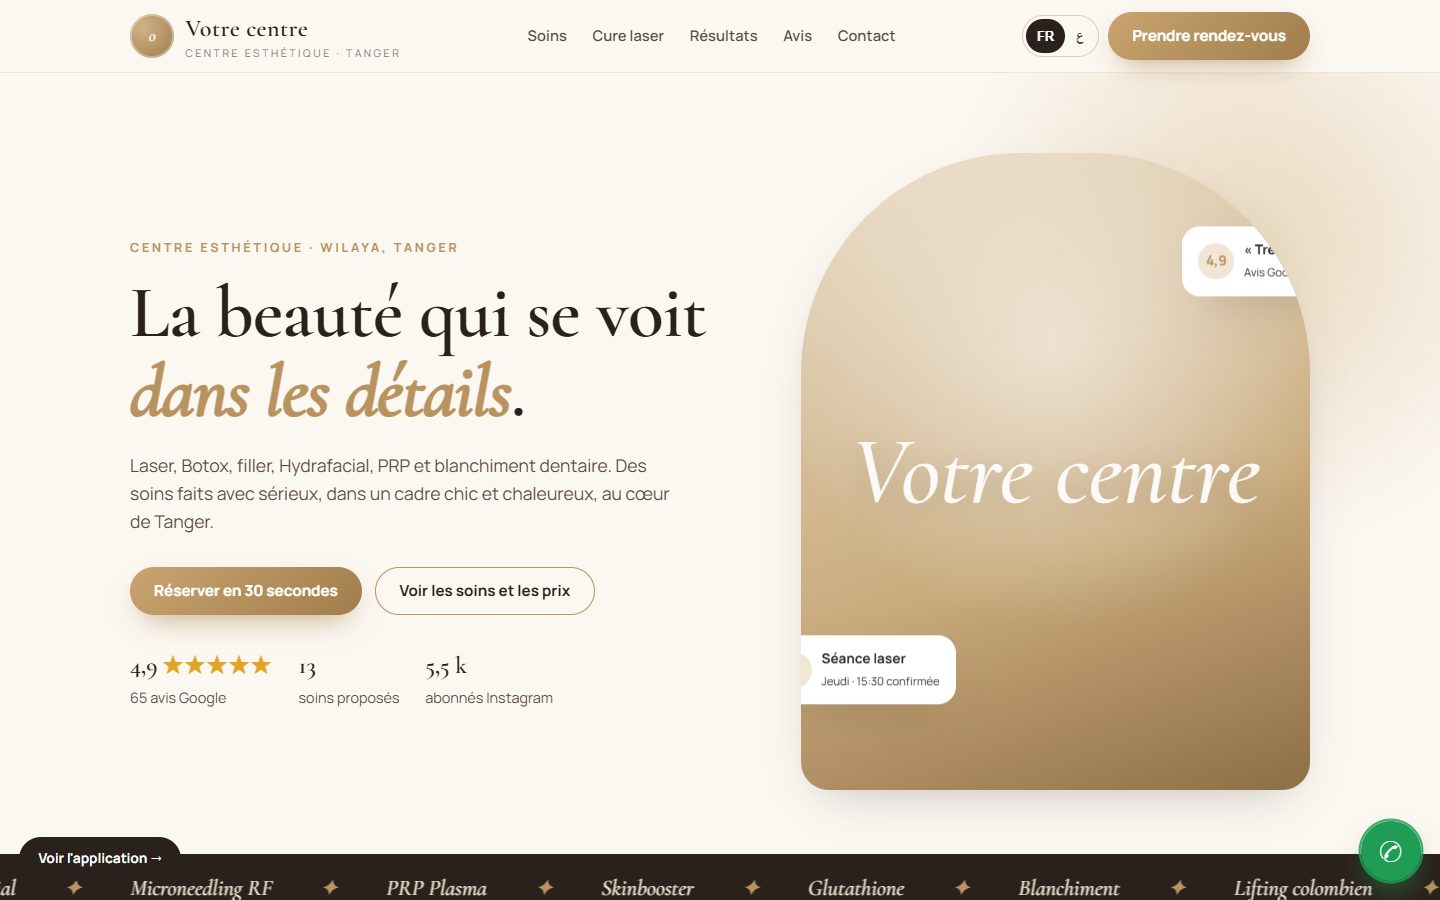 o
Votre centre
CENTRE ESTHÉTIQUE · TANGER
Soins
Cure laser
Résultats
Avis
Contact
FR
ع
Prendre rendez-vous
CENTRE ESTHÉTIQUE · WILAYA, TANGER
La beauté qui se voit
dans les détails.
Laser, Botox, filler, Hydrafacial, PRP et blanchiment dentaire. Des
soins faits avec sérieux, dans un cadre chic et chaleureux, au cœur
de Tanger.
Réserver en 30 secondes
Voir les soins et les prix
4,9 ★★★★★
65 avis Google
13
soins proposés
5,5 k
abonnés Instagram
4,9
«
Avis
Votre centre
Séance laser
Jeudi · 15:30 confirmée
Voir l'application →
✦ Microneedling RF ✦ PRP Plasma ✦ Skinbooster ✦ Glutathione ✦ Blanchiment ✦ Lifting colombien ✦